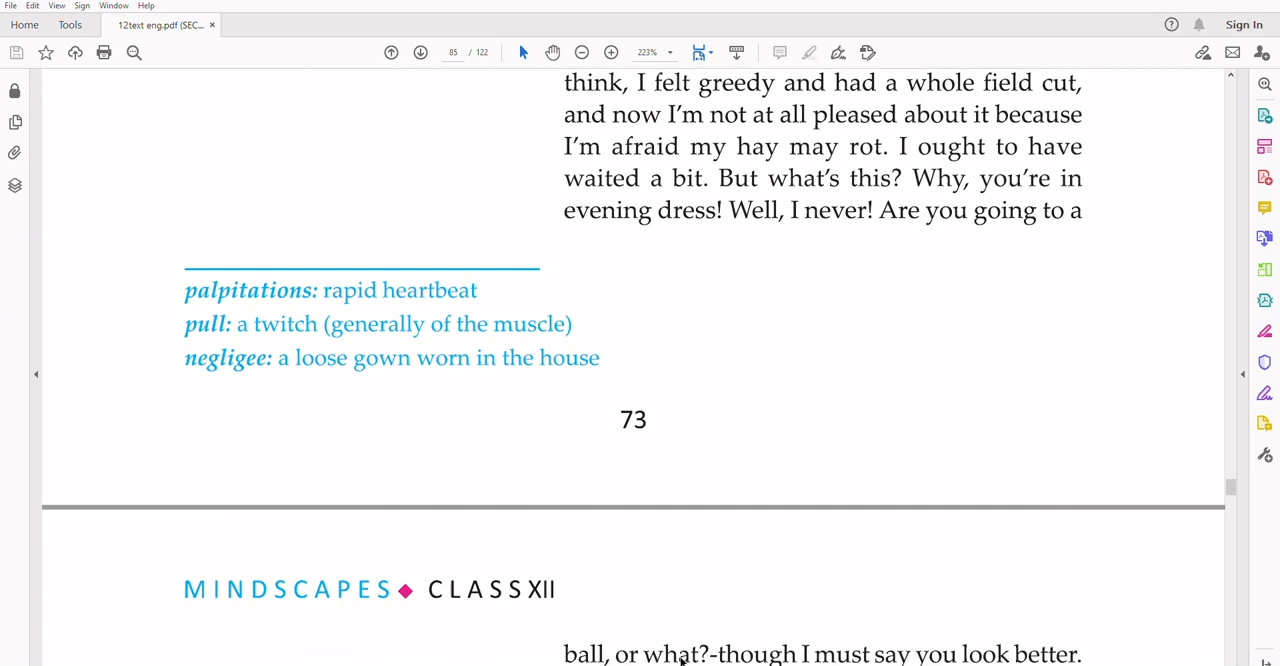 File Edit View Sign Window Help
Home Tools 12text eng.pdf (SEC... × Sign In
85 / 122 223%
think, I felt greedy and had a whole field cut,
and now I'm not at all pleased about it because
I'm afraid my hay may rot. I ought to have
waited a bit. But what's this? Why, you're in
evening dress! Well, I never! Are you going to a
palpitations: rapid heartbeat
pull: a twitch (generally of the muscle)
negligee: a loose gown worn in the house
73
MINDSCAPES ◆ CLASS XII
ball, or what?-though I must say you look better.